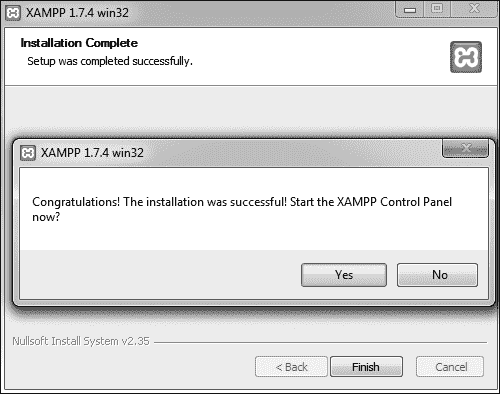 XAMPP 1.7.4 win32
Installation Complete
Setup was completed successfully.
XAMPP 1.7.4 win32
Congratulations! The installation was successful! Start the XAMPP Control Panel
now?
Yes No
Nullsoft Install System v2.35
< Back Finish Cancel